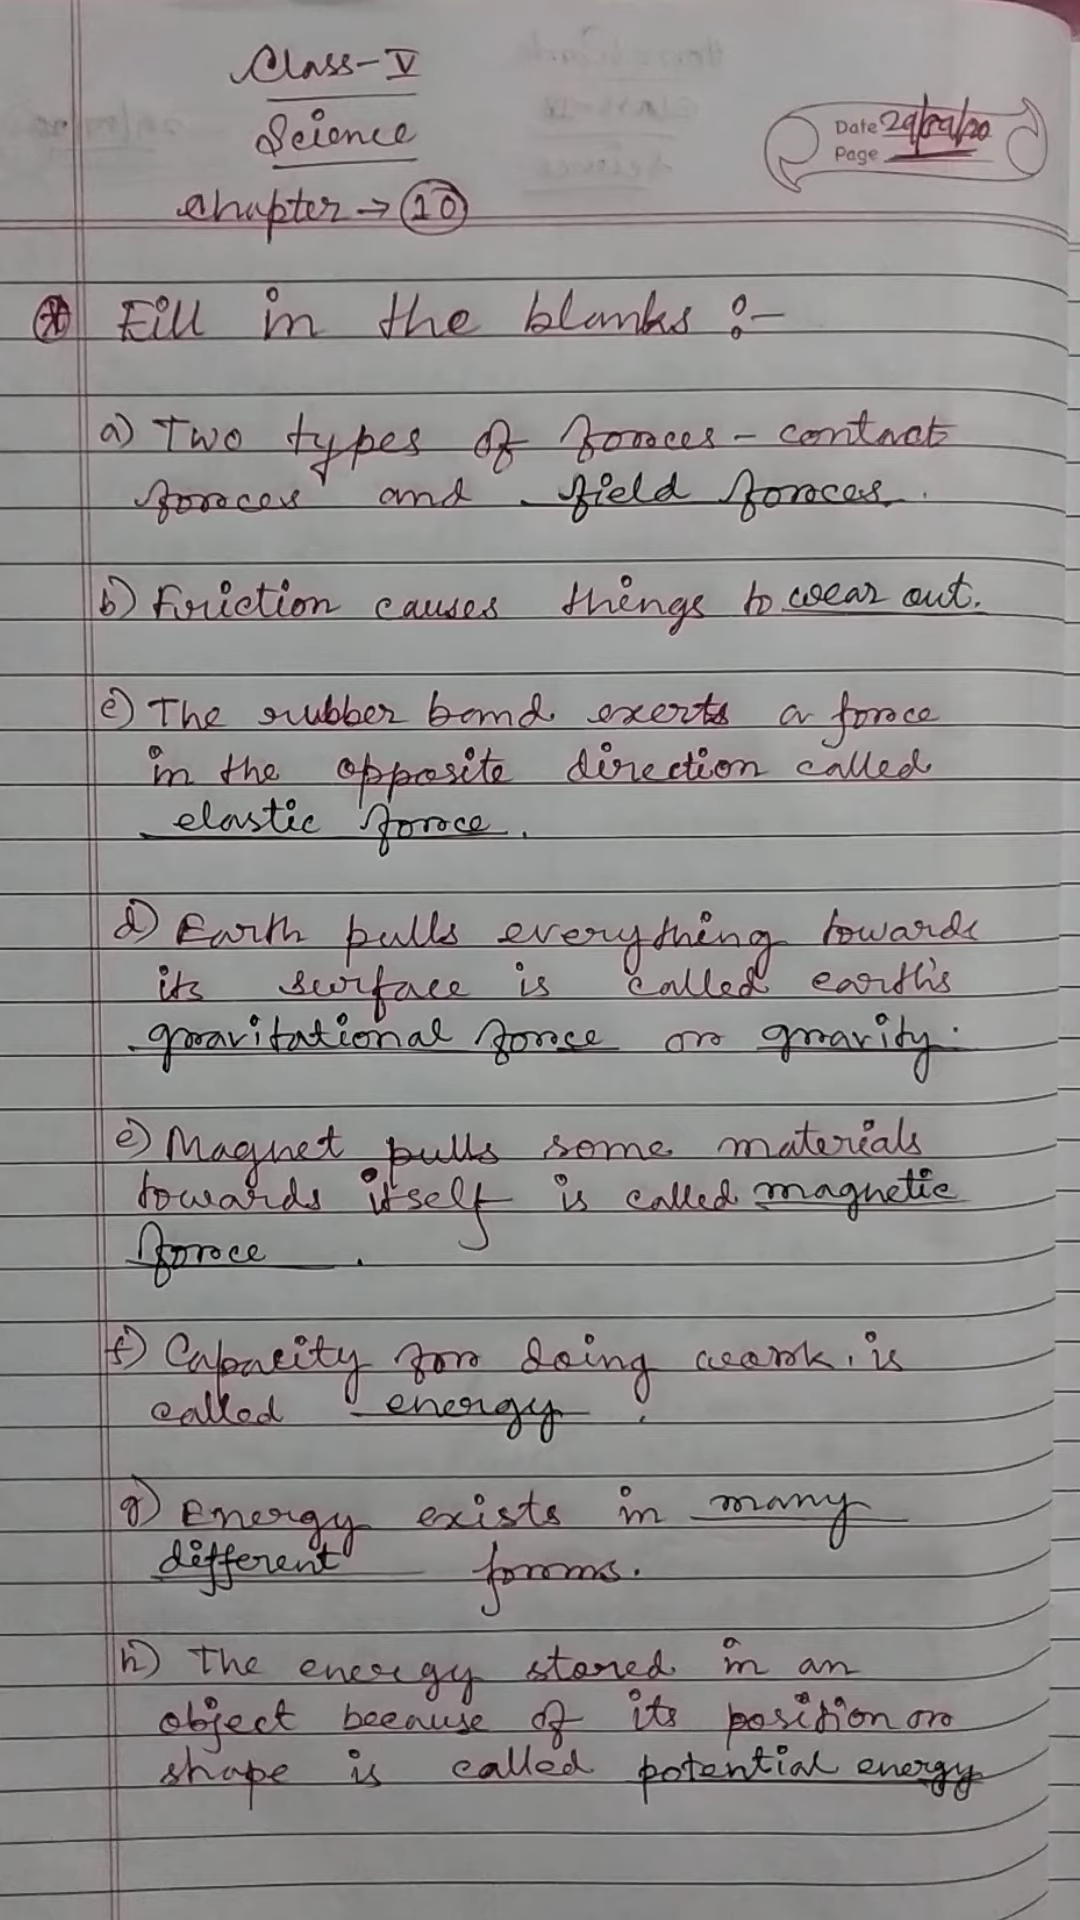 Class-V
Science
Chapter → 10
Date 29/09/20
Page
Fill in the blanks :-
a) Two types of forces - contact
forces and field forces.
b) Friction causes things to wear out.
c) The rubber band exerts a force
in the opposite direction called
elastic force.
d) Earth pulls everything towards
its surface is called earth's
gravitational force or gravity.
e) Magnet pulls some materials
towards itself is called magnetic
force.
f) Capacity for doing work is
called energy.
g) Energy exists in many
different forms.
h) The energy stored in an
object because of its position or
shape is called potential energy